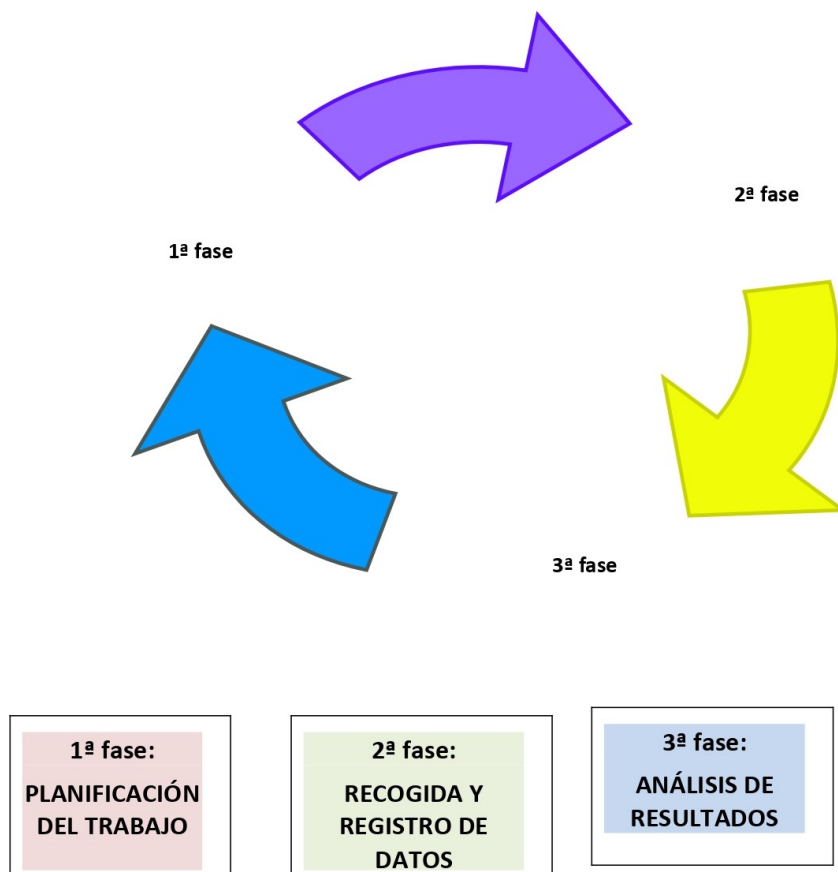 2ª fase
1ª fase
3ª fase
1ª fase:
PLANIFICACIÓN
DEL TRABAJO
2ª fase:
RECOGIDA Y
REGISTRO DE
DATOS
3ª fase:
ANÁLISIS DE
RESULTADOS